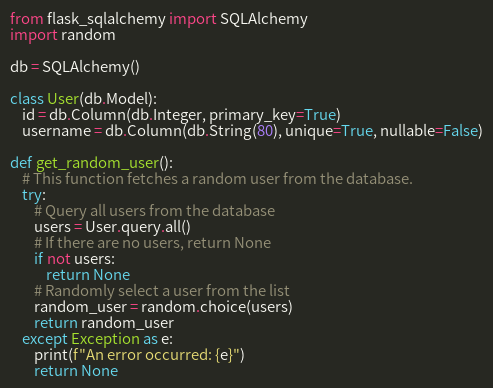 from flask_sqlalchemy import SQLAlchemy
import random

db = SQLAlchemy()

class User(db.Model):
    id = db.Column(db.Integer, primary_key=True)
    username = db.Column(db.String(80), unique=True, nullable=False)

def get_random_user():
    # This function fetches a random user from the database.
    try:
        # Query all users from the database
        users = User.query.all()
        # If there are no users, return None
        if not users:
            return None
        # Randomly select a user from the list
        random_user = random.choice(users)
        return random_user
    except Exception as e:
        print(f"An error occurred: {e}")
        return None